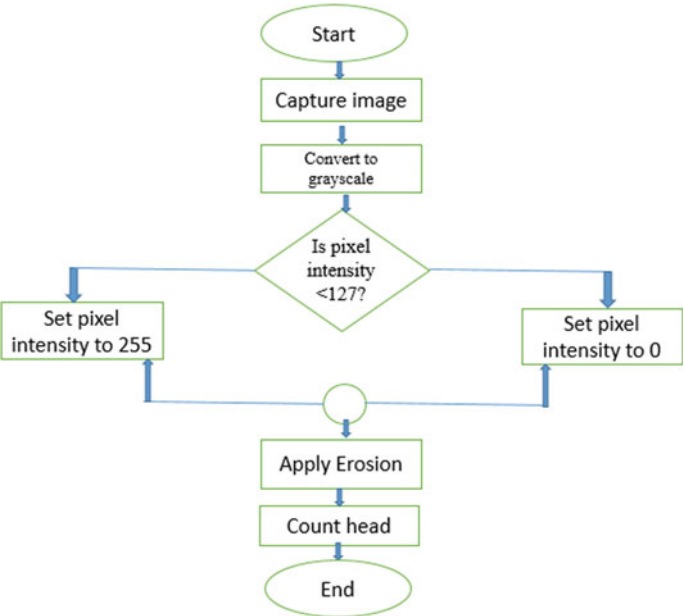 Start
Capture image
Convert to
grayscale
Is pixel
intensity
<127?
Set pixel
intensity to 255
Set pixel
intensity to 0
Apply Erosion
Count head
End